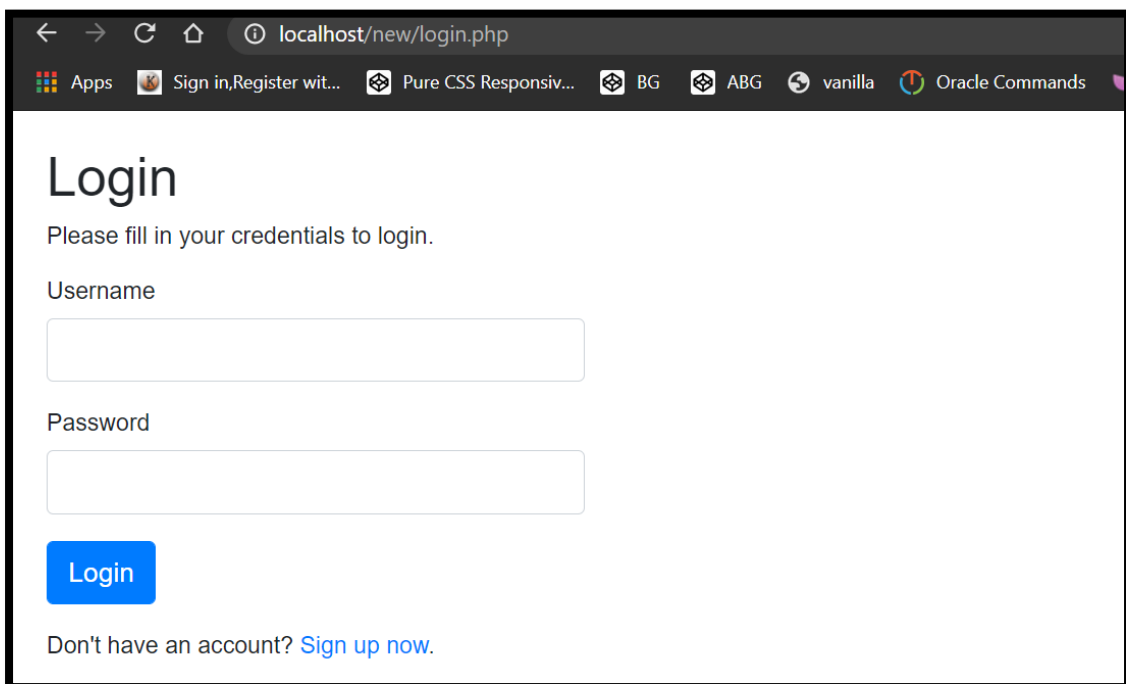 localhost/new/login.php
Apps Sign in,Register wit... Pure CSS Responsiv... BG ABG vanilla Oracle Commands
Login
Please fill in your credentials to login.
Username
Password
Login
Don't have an account? Sign up now.